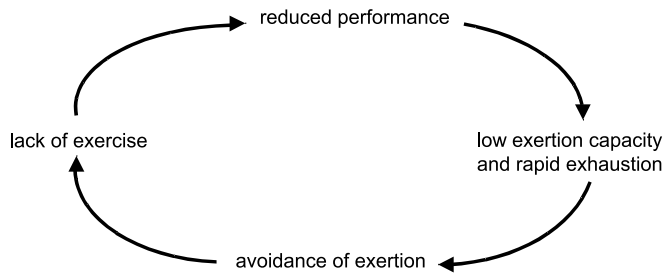 reduced performance
lack of exercise
low exertion capacity
and rapid exhaustion
avoidance of exertion